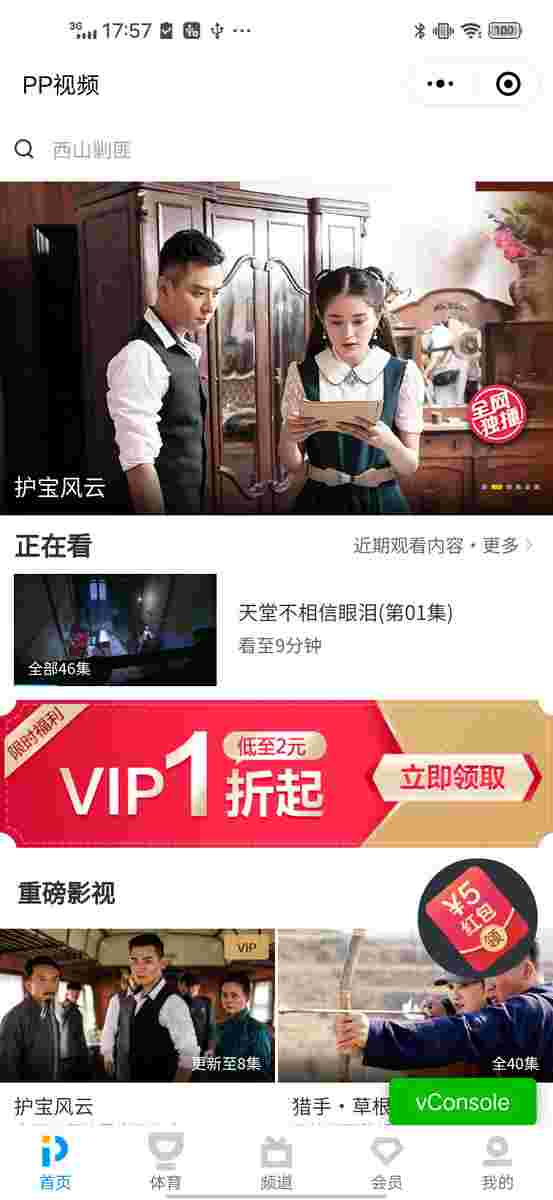 3G 17:57 100
PP视频
西山剿匪
全网
独播
护宝风云
正在看
近期观看内容·更多
天堂不相信眼泪(第01集)
看至9分钟
全部46集
限时福利
VIP1折起
低至2元
立即领取
重磅影视
¥5
红包
领
VIP
更新至8集
全40集
护宝风云
猎手·草根
vConsole
首页
体育
频道
会员
我的